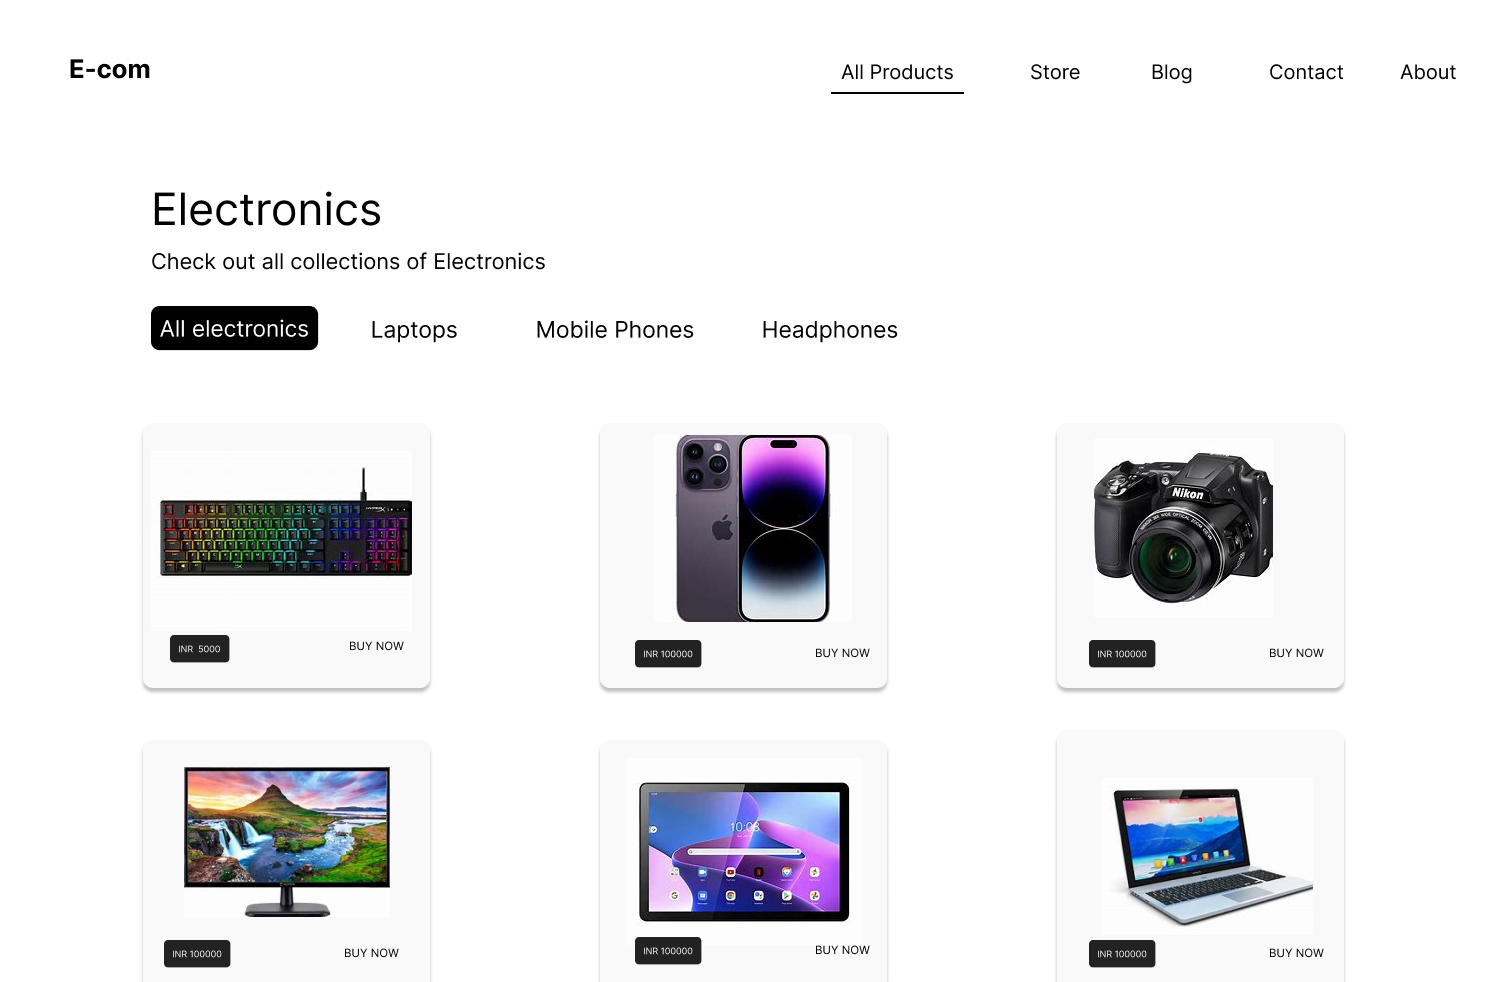 E-com
All Products
Store
Blog
Contact
About
Electronics
Check out all collections of Electronics
All electronics
Laptops
Mobile Phones
Headphones
Nikon
INR 5000
BUY NOW
INR 100000
BUY NOW
INR 100000
BUY NOW
10:08
INR 100000
BUY NOW
INR 100000
BUY NOW
INR 100000
BUY NOW